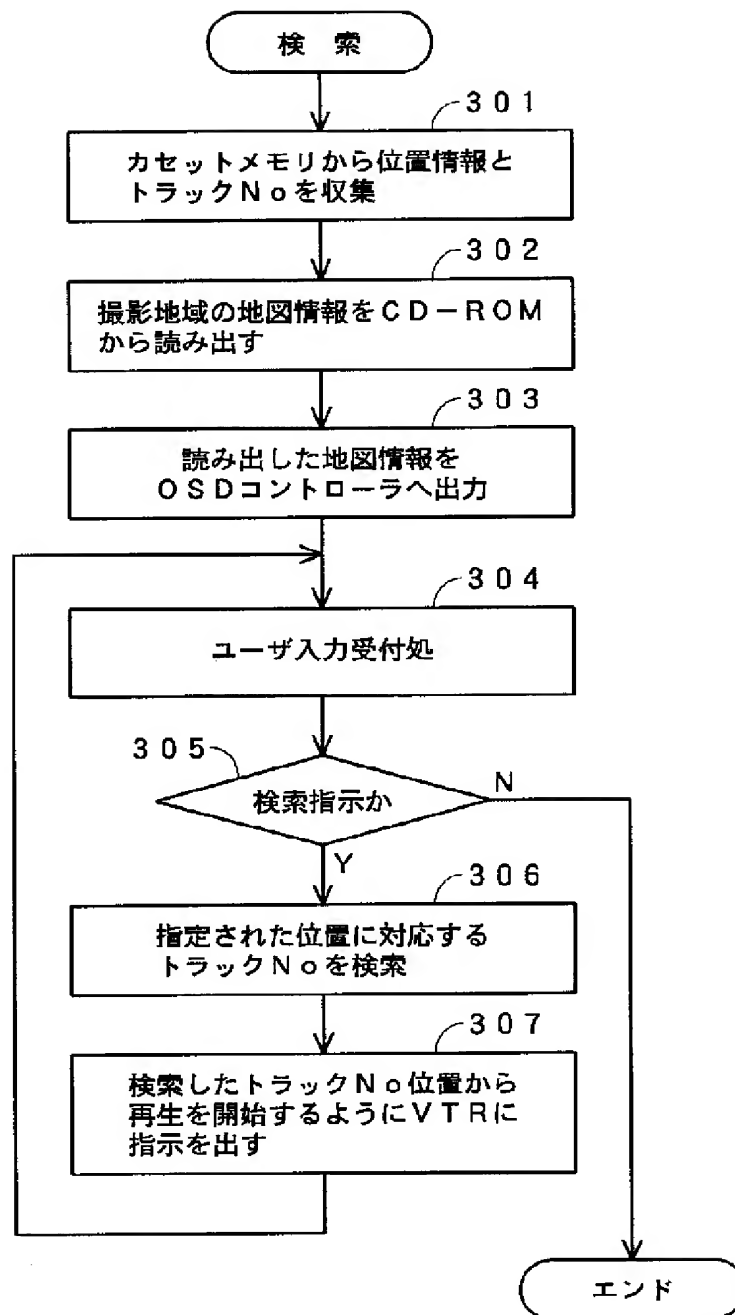 検 索
３０１
カセットメモリから位置情報と
トラックＮｏを収集
３０２
撮影地域の地図情報をＣＤ－ＲＯＭ
から読み出す
３０３
読み出した地図情報を
ＯＳＤコントローラへ出力
３０４
ユーザ入力受付処
３０５
検索指示か
N
Y
３０６
指定された位置に対応する
トラックＮｏを検索
３０７
検索したトラックＮｏ位置から
再生を開始するようにＶＴＲに
指示を出す
エンド